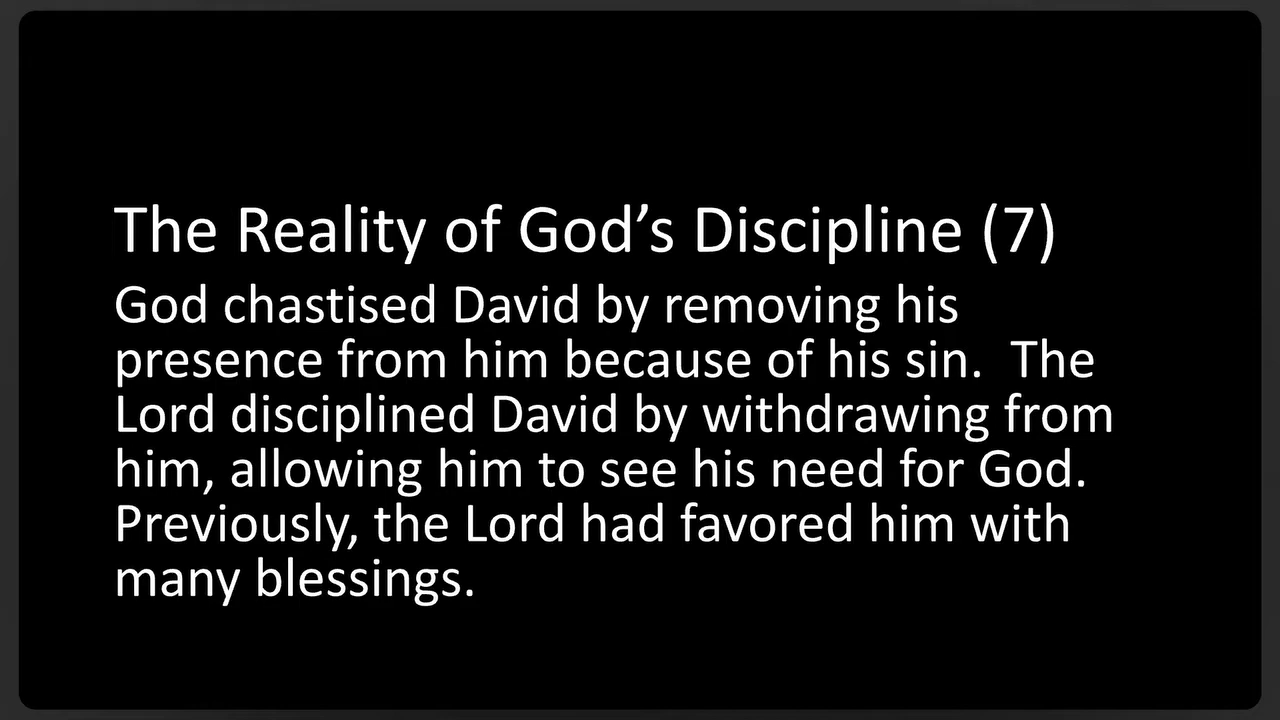 The Reality of God’s Discipline (7)
God chastised David by removing his
presence from him because of his sin.  The
Lord disciplined David by withdrawing from
him, allowing him to see his need for God.
Previously, the Lord had favored him with
many blessings.